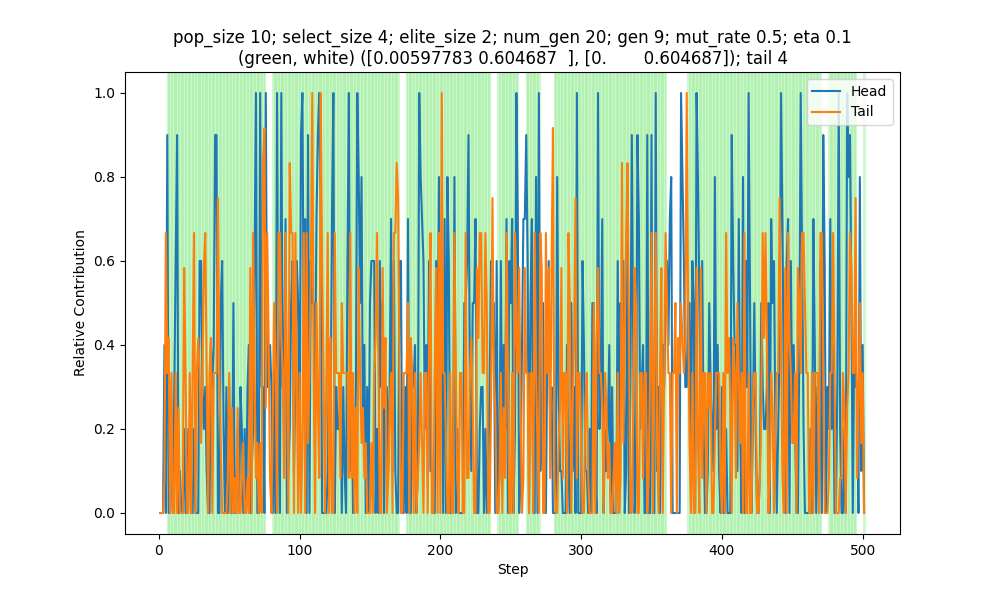 pop_size 10; select_size 4; elite_size 2; num_gen 20; gen 9; mut_rate 0.5; eta 0.1
(green, white) ([0.00597783 0.604687  ], [0.       0.604687]); tail 4
Head
Tail
1.0
0.8
0.6
0.4
0.2
0.0
Relative Contribution
0
100
200
300
400
500
Step